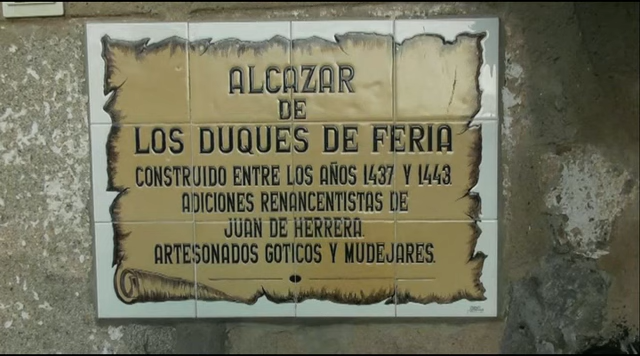 ALCAZAR
DE
LOS DUQUES DE FERIA
CONSTRUIDO ENTRE LOS AÑOS 1437 Y 1443.
ADICIONES RENANCENTISTAS DE
JUAN DE HERRERA.
ARTESONADOS GOTICOS Y MUDEJARES.